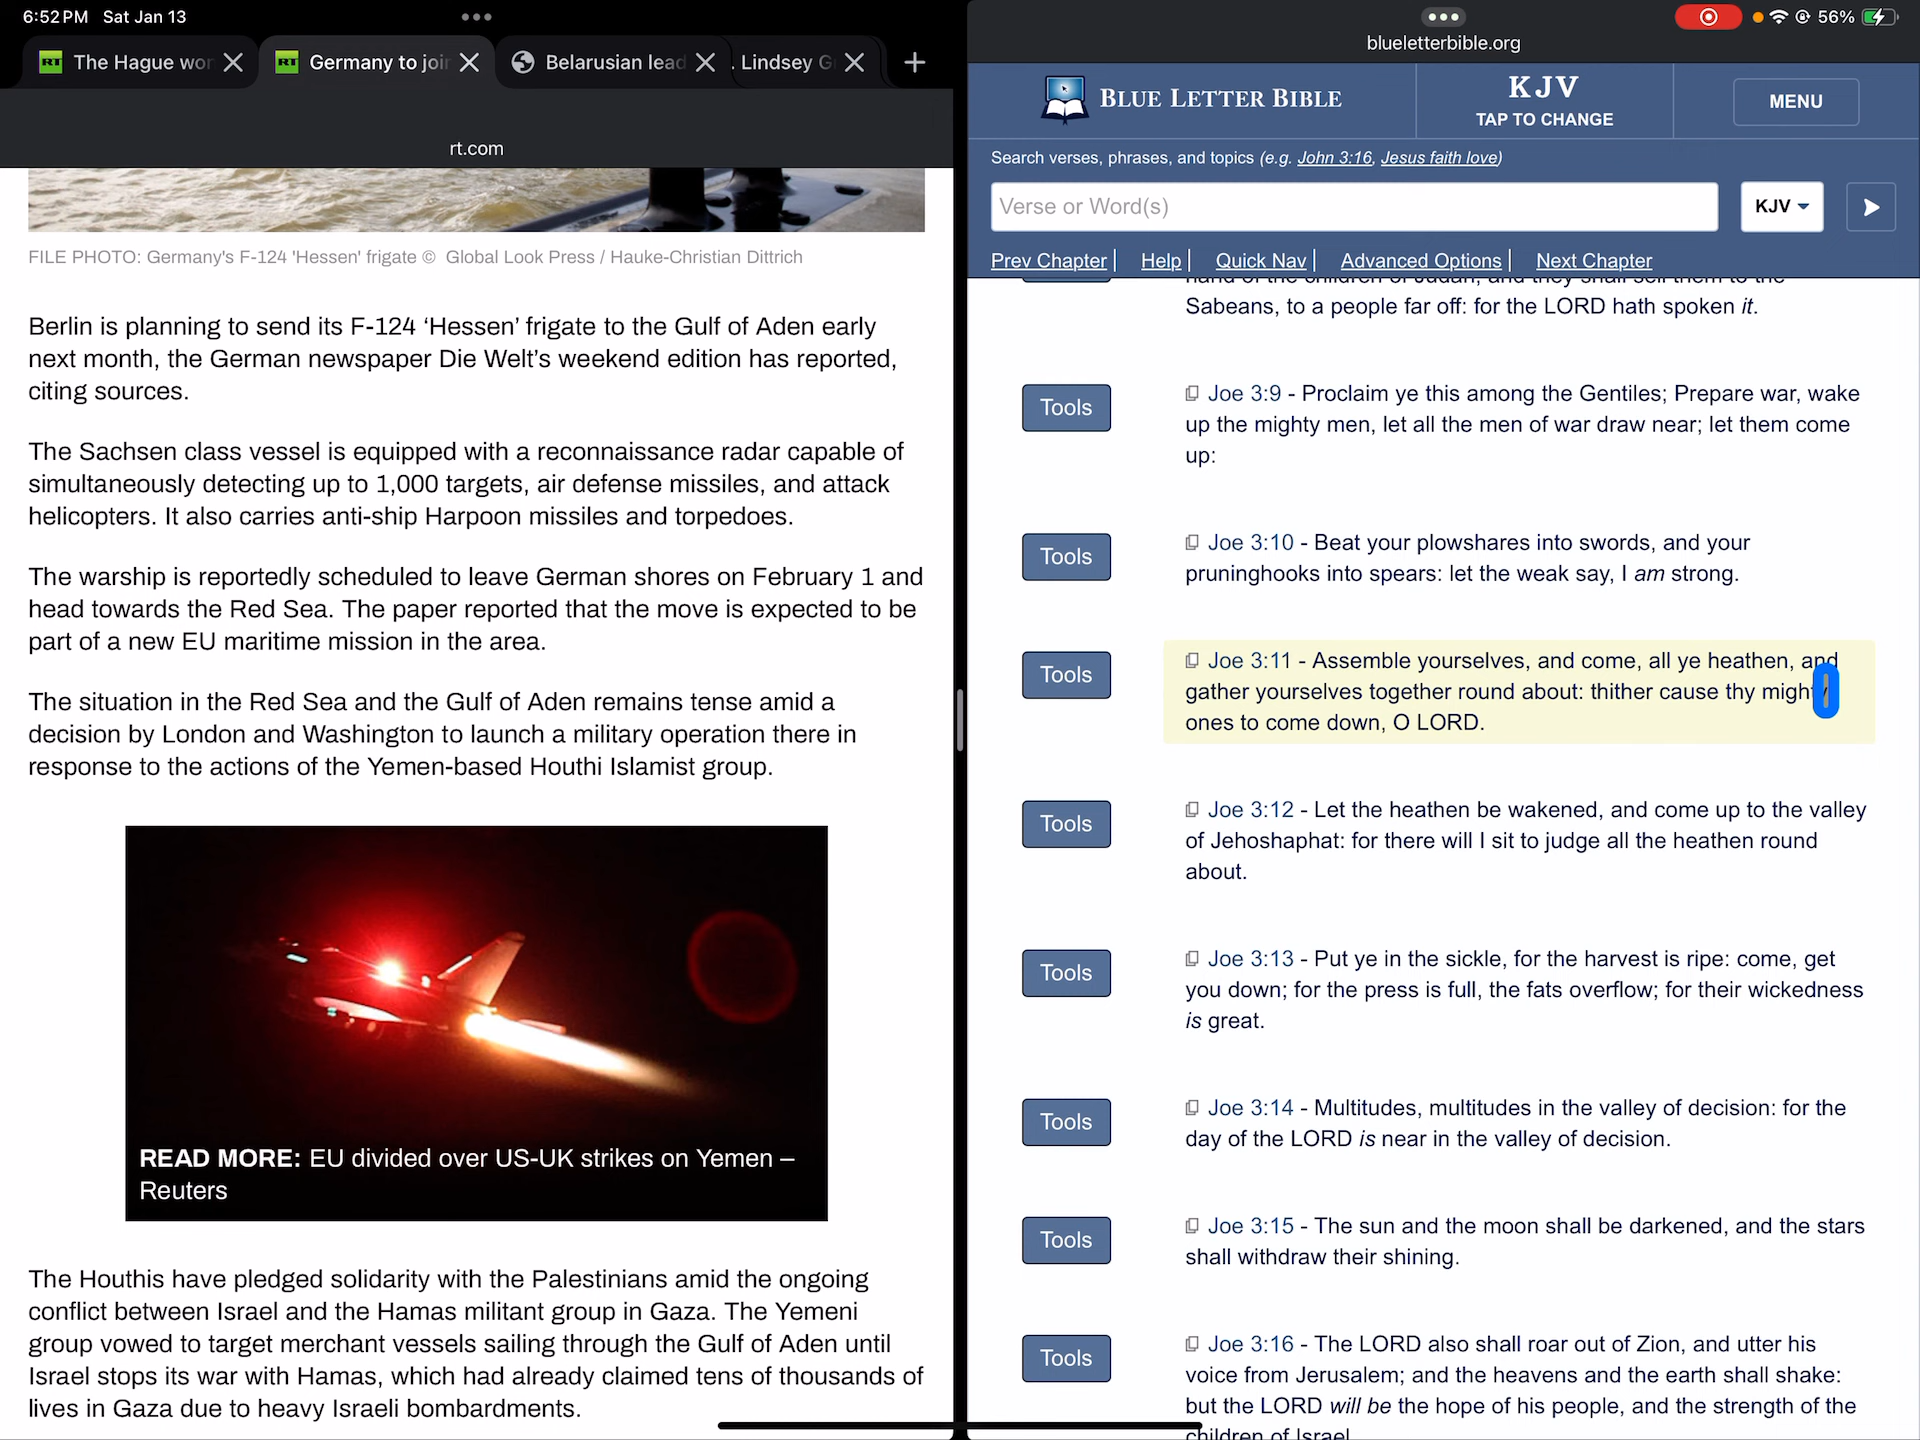 6:52 PM Sat Jan 13
56%
RT The Hague wor
RT Germany to joi
Belarusian lead
. Lindsey G
rt.com
FILE PHOTO: Germany's F-124 'Hessen' frigate © Global Look Press / Hauke-Christian Dittrich
Berlin is planning to send its F-124 ‘Hessen’ frigate to the Gulf of Aden early
next month, the German newspaper Die Welt’s weekend edition has reported,
citing sources.
The Sachsen class vessel is equipped with a reconnaissance radar capable of
simultaneously detecting up to 1,000 targets, air defense missiles, and attack
helicopters. It also carries anti-ship Harpoon missiles and torpedoes.
The warship is reportedly scheduled to leave German shores on February 1 and
head towards the Red Sea. The paper reported that the move is expected to be
part of a new EU maritime mission in the area.
The situation in the Red Sea and the Gulf of Aden remains tense amid a
decision by London and Washington to launch a military operation there in
response to the actions of the Yemen-based Houthi Islamist group.
READ MORE: EU divided over US-UK strikes on Yemen –
Reuters
The Houthis have pledged solidarity with the Palestinians amid the ongoing
conflict between Israel and the Hamas militant group in Gaza. The Yemeni
group vowed to target merchant vessels sailing through the Gulf of Aden until
Israel stops its war with Hamas, which had already claimed tens of thousands of
lives in Gaza due to heavy Israeli bombardments.
blueletterbible.org
BLUE LETTER BIBLE
KJV
TAP TO CHANGE
MENU
Search verses, phrases, and topics (e.g. John 3:16, Jesus faith love)
Verse or Word(s)
KJV
Prev Chapter | Help | Quick Nav | Advanced Options | Next Chapter
hand of the children of Judah, and they shall sell them to the
Sabeans, to a people far off: for the LORD hath spoken it.
Tools
Joe 3:9 - Proclaim ye this among the Gentiles; Prepare war, wake
up the mighty men, let all the men of war draw near; let them come
up:
Tools
Joe 3:10 - Beat your plowshares into swords, and your
pruninghooks into spears: let the weak say, I am strong.
Tools
Joe 3:11 - Assemble yourselves, and come, all ye heathen, and
gather yourselves together round about: thither cause thy mighty
ones to come down, O LORD.
Tools
Joe 3:12 - Let the heathen be wakened, and come up to the valley
of Jehoshaphat: for there will I sit to judge all the heathen round
about.
Tools
Joe 3:13 - Put ye in the sickle, for the harvest is ripe: come, get
you down; for the press is full, the fats overflow; for their wickedness
is great.
Tools
Joe 3:14 - Multitudes, multitudes in the valley of decision: for the
day of the LORD is near in the valley of decision.
Tools
Joe 3:15 - The sun and the moon shall be darkened, and the stars
shall withdraw their shining.
Tools
Joe 3:16 - The LORD also shall roar out of Zion, and utter his
voice from Jerusalem; and the heavens and the earth shall shake:
but the LORD will be the hope of his people, and the strength of the
children of Israel